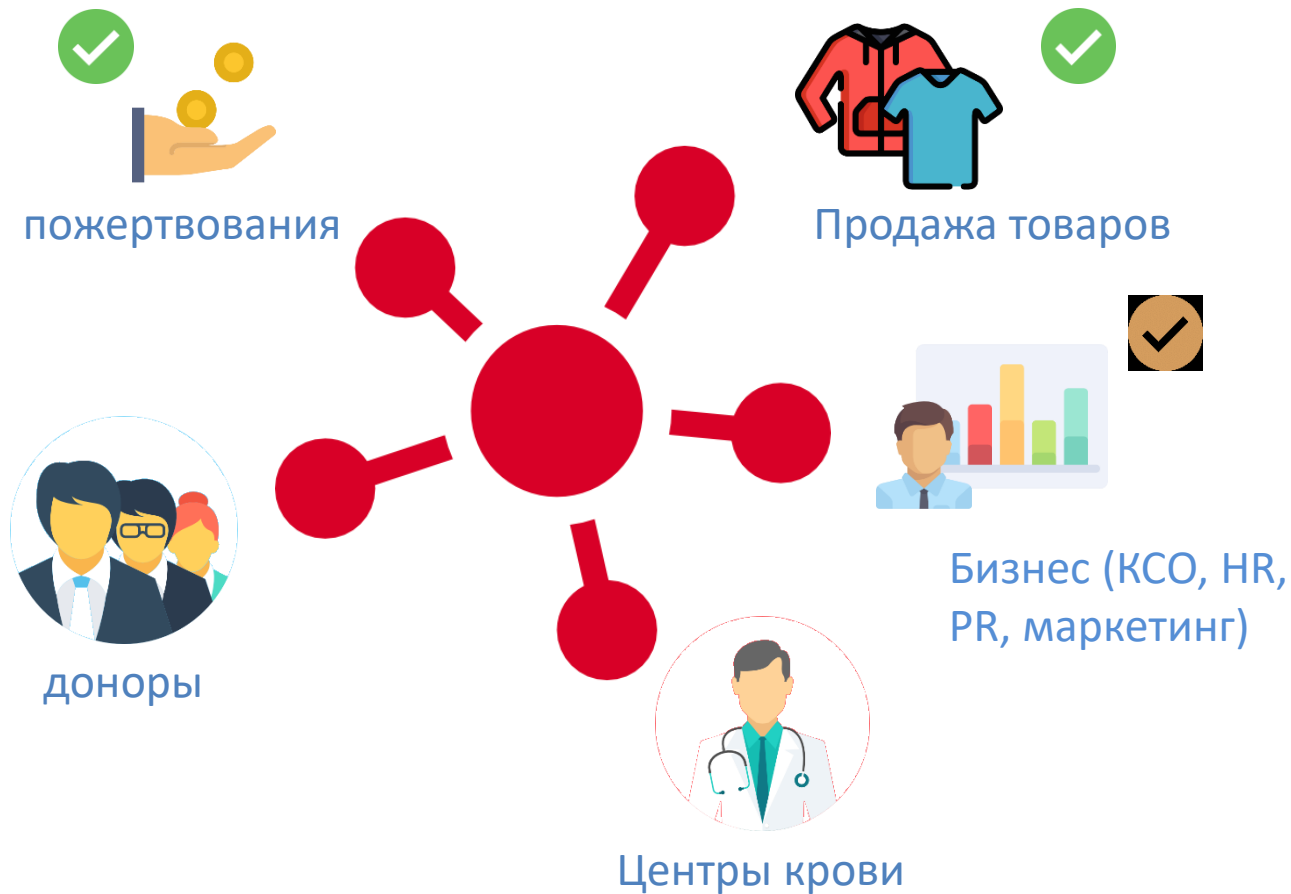 пожертвования
Продажа товаров
Бизнес (КСО, HR,
PR, маркетинг)
доноры
Центры крови